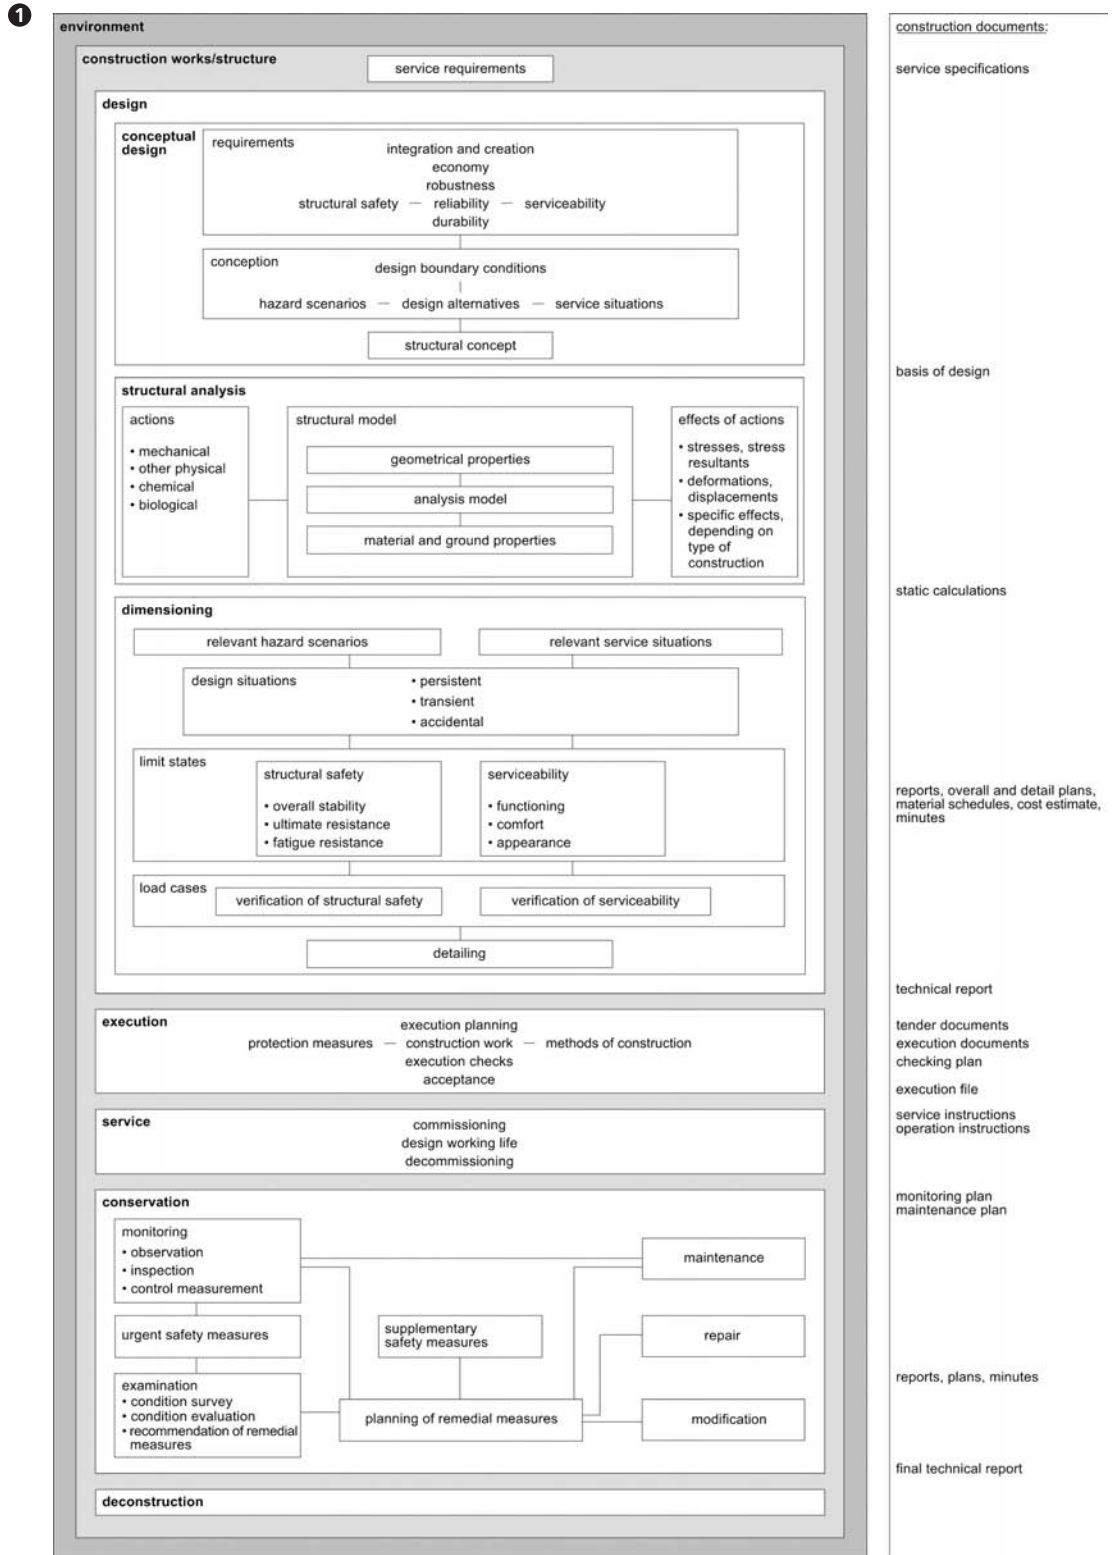 1
environment
construction works/structure
service requirements
design
conceptual
design
requirements
integration and creation
economy
robustness
structural safety — reliability — serviceability
durability
conception
design boundary conditions
hazard scenarios — design alternatives — service situations
structural concept
structural analysis
actions
• mechanical
• other physical
• chemical
• biological
structural model
geometrical properties
analysis model
material and ground properties
effects of actions
• stresses, stress
resultants
• deformations,
displacements
• specific effects,
depending on
type of
construction
dimensioning
relevant hazard scenarios
relevant service situations
design situations
• persistent
• transient
• accidental
limit states
structural safety
• overall stability
• ultimate resistance
• fatigue resistance
serviceability
• functioning
• comfort
• appearance
load cases
verification of structural safety
verification of serviceability
detailing
execution
execution planning
protection measures — construction work — methods of construction
execution checks
acceptance
service
commissioning
design working life
decommissioning
conservation
monitoring
• observation
• inspection
• control measurement
maintenance
urgent safety measures
supplementary
safety measures
repair
examination
• condition survey
• condition evaluation
• recommendation of remedial
measures
planning of remedial measures
modification
deconstruction
construction documents:
service specifications
basis of design
static calculations
reports, overall and detail plans,
material schedules, cost estimate,
minutes
technical report
tender documents
execution documents
checking plan
execution file
service instructions
operation instructions
monitoring plan
maintenance plan
reports, plans, minutes
final technical report